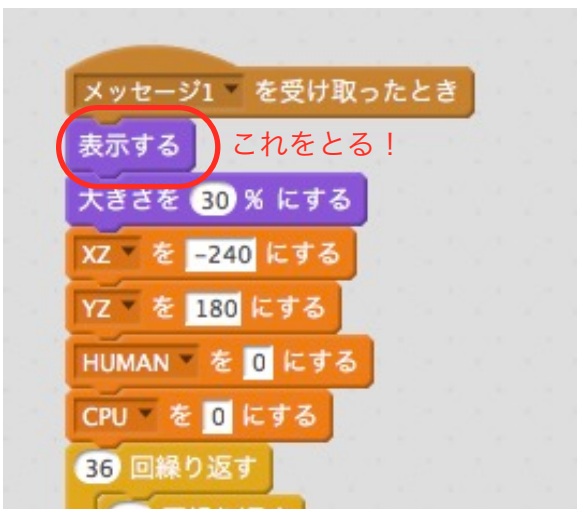 メッセージ1 を受け取ったとき
表示する これをとる！
大きさを 30 % にする
XZ を -240 にする
YZ を 180 にする
HUMAN を 0 にする
CPU を 0 にする
36 回繰り返す